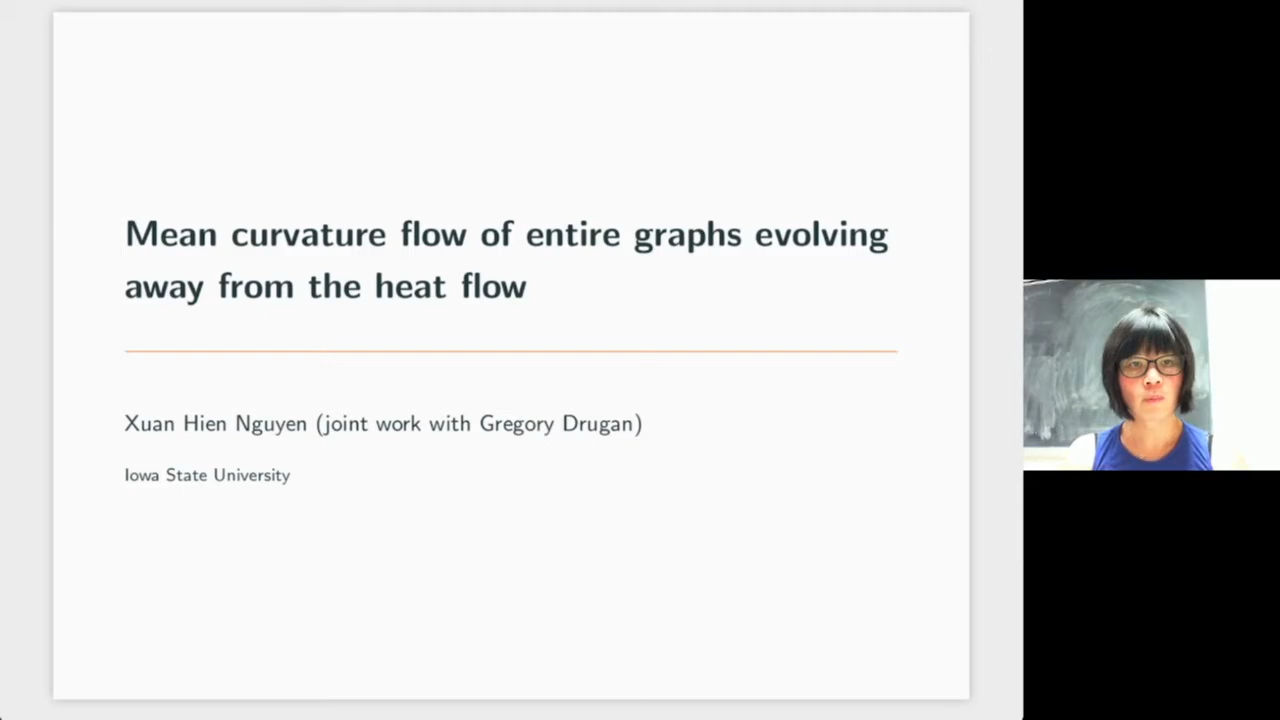 Mean curvature flow of entire graphs evolving
away from the heat flow
Xuan Hien Nguyen (joint work with Gregory Drugan)
Iowa State University